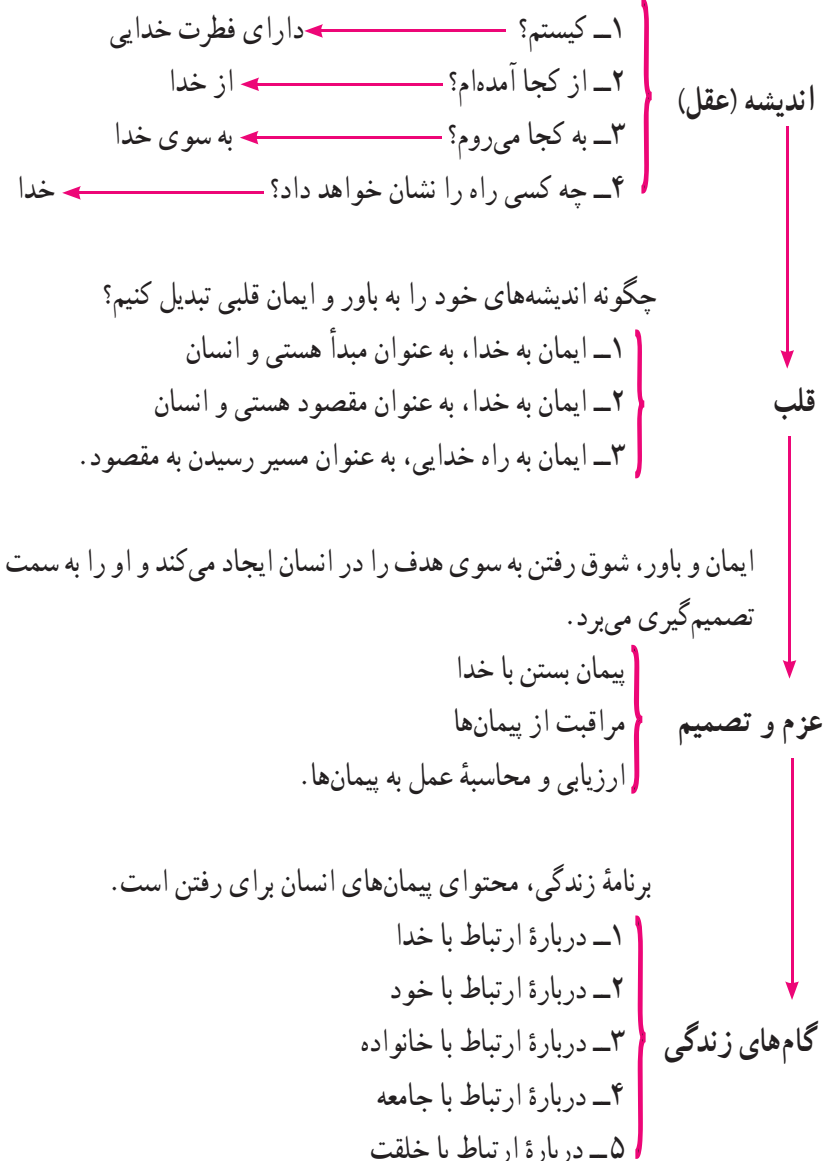 ۱ــ کیستم؟ دارای فطرت خدایی
۲ــ از کجا آمده‌ام؟ از خدا
اندیشه (عقل)
۳ــ به کجا می‌روم؟ به سوی خدا
۴ــ چه کسی راه را نشان خواهد داد؟ خدا
چگونه اندیشه‌های خود را به باور و ایمان قلبی تبدیل کنیم؟
۱ــ ایمان به خدا، به عنوان مبدأ هستی و انسان
قلب
۲ــ ایمان به خدا، به عنوان مقصود هستی و انسان
۳ــ ایمان به راه خدایی، به عنوان مسیر رسیدن به مقصود.
ایمان و باور، شوق رفتن به سوی هدف را در انسان ایجاد می‌کند و او را به سمت
تصمیم‌گیری می‌برد.
پیمان بستن با خدا
عزم و تصمیم
مراقبت از پیمان‌ها
ارزیابی و محاسبهٔ عمل به پیمان‌ها.
برنامهٔ زندگی، محتوای پیمان‌های انسان برای رفتن است.
۱ــ دربارهٔ ارتباط با خدا
۲ــ دربارهٔ ارتباط با خود
گام‌های زندگی
۳ــ دربارهٔ ارتباط با خانواده
۴ــ دربارهٔ ارتباط با جامعه
۵ــ دربارهٔ ارتباط با خلقت